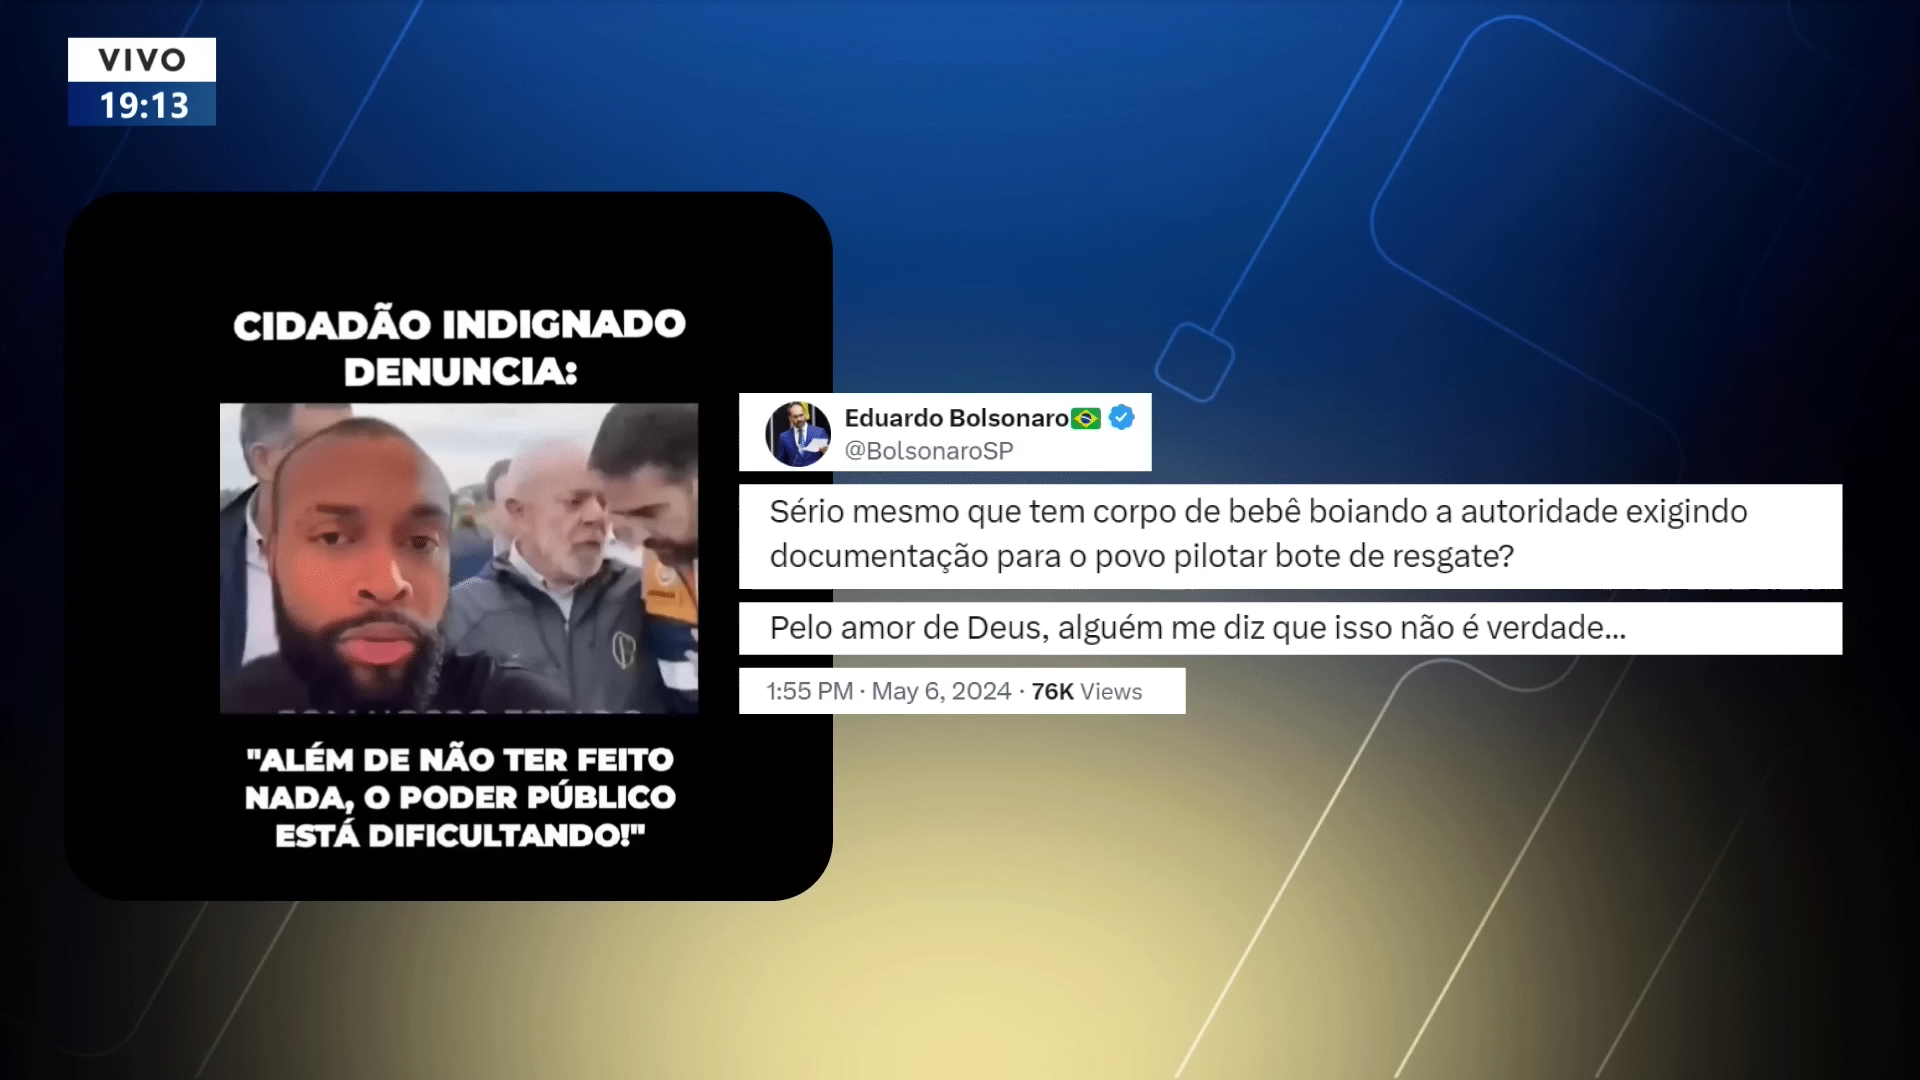 VIVO
19:13
CIDADÃO INDIGNADO
DENUNCIA:
"ALÉM DE NÃO TER FEITO
NADA, O PODER PÚBLICO
ESTÁ DIFICULTANDO!"
Eduardo Bolsonaro
@BolsonaroSP
Sério mesmo que tem corpo de bebê boiando a autoridade exigindo
documentação para o povo pilotar bote de resgate?
Pelo amor de Deus, alguém me diz que isso não é verdade...
1:55 PM · May 6, 2024 · 76K Views